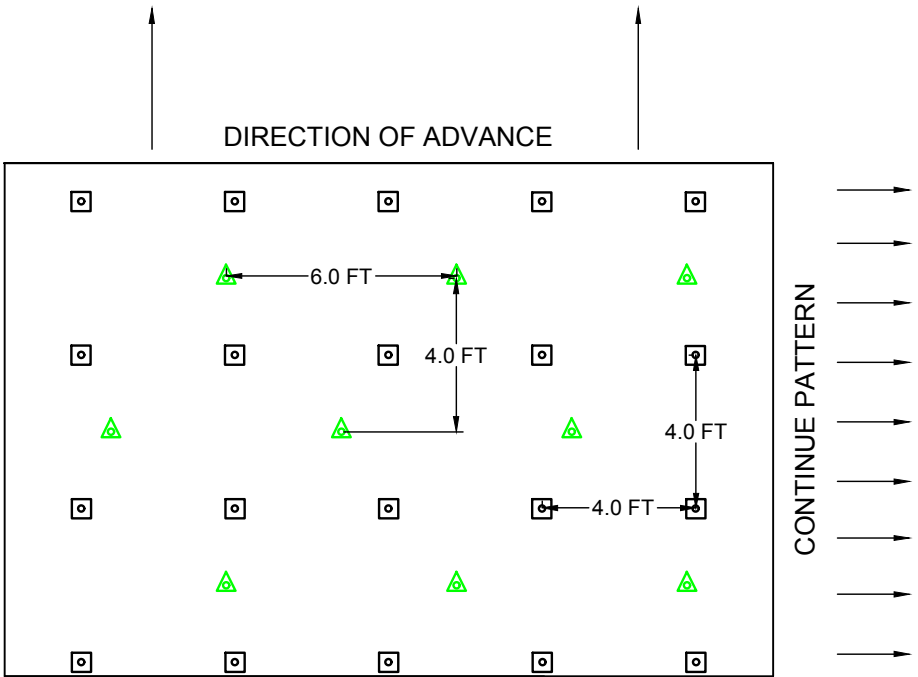 DIRECTION OF ADVANCE
6.0 FT
4.0 FT
4.0 FT
4.0 FT
CONTINUE PATTERN